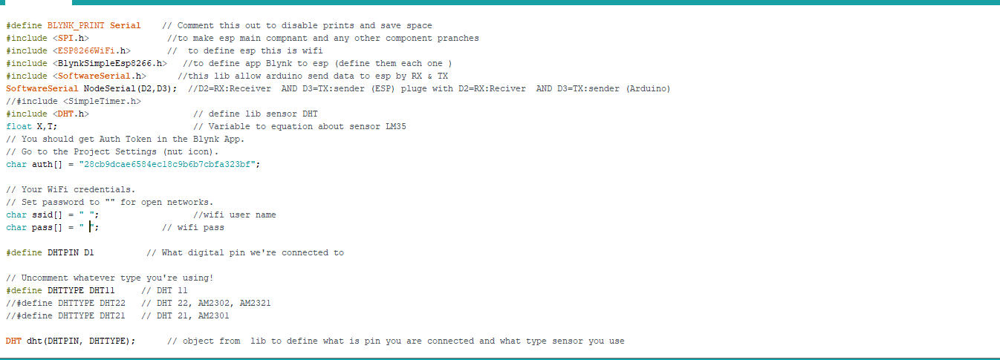 #define BLYNK_PRINT Serial    // Comment this out to disable prints and save space
#include <SPI.h>               //to make esp main compnant and any other component pranches
#include <ESP8266WiFi.h>       //  to define esp this is wifi
#include <BlynkSimpleEsp8266.h>   //to define app Blynk to esp (define them each one )
#include <SoftwareSerial.h>      //this lib allow arduino send data to esp by RX & TX
SoftwareSerial NodeSerial(D2,D3);  //D2=RX:Receiver  AND D3=TX:sender (ESP) pluge with D2=RX:Reciver  AND D3=TX:sender (Arduino)
//#include <SimpleTimer.h>
#include <DHT.h>                    // define lib sensor DHT
float X,T;                          // Variable to equation about sensor LM35
// You should get Auth Token in the Blynk App.
// Go to the Project Settings (nut icon).
char auth[] = "28cb9dcae6584ec18c9b6b7cbfa323bf";
// Your WiFi credentials.
// Set password to "" for open networks.
char ssid[] = " ";                  //wifi user name
char pass[] = " ";            // wifi pass
#define DHTPIN D1          // What digital pin we're connected to
// Uncomment whatever type you're using!
#define DHTTYPE DHT11     // DHT 11
//#define DHTTYPE DHT22   // DHT 22, AM2302, AM2321
//#define DHTTYPE DHT21   // DHT 21, AM2301
DHT dht(DHTPIN, DHTTYPE);      // object from  lib to define what is pin you are connected and what type sensor you use